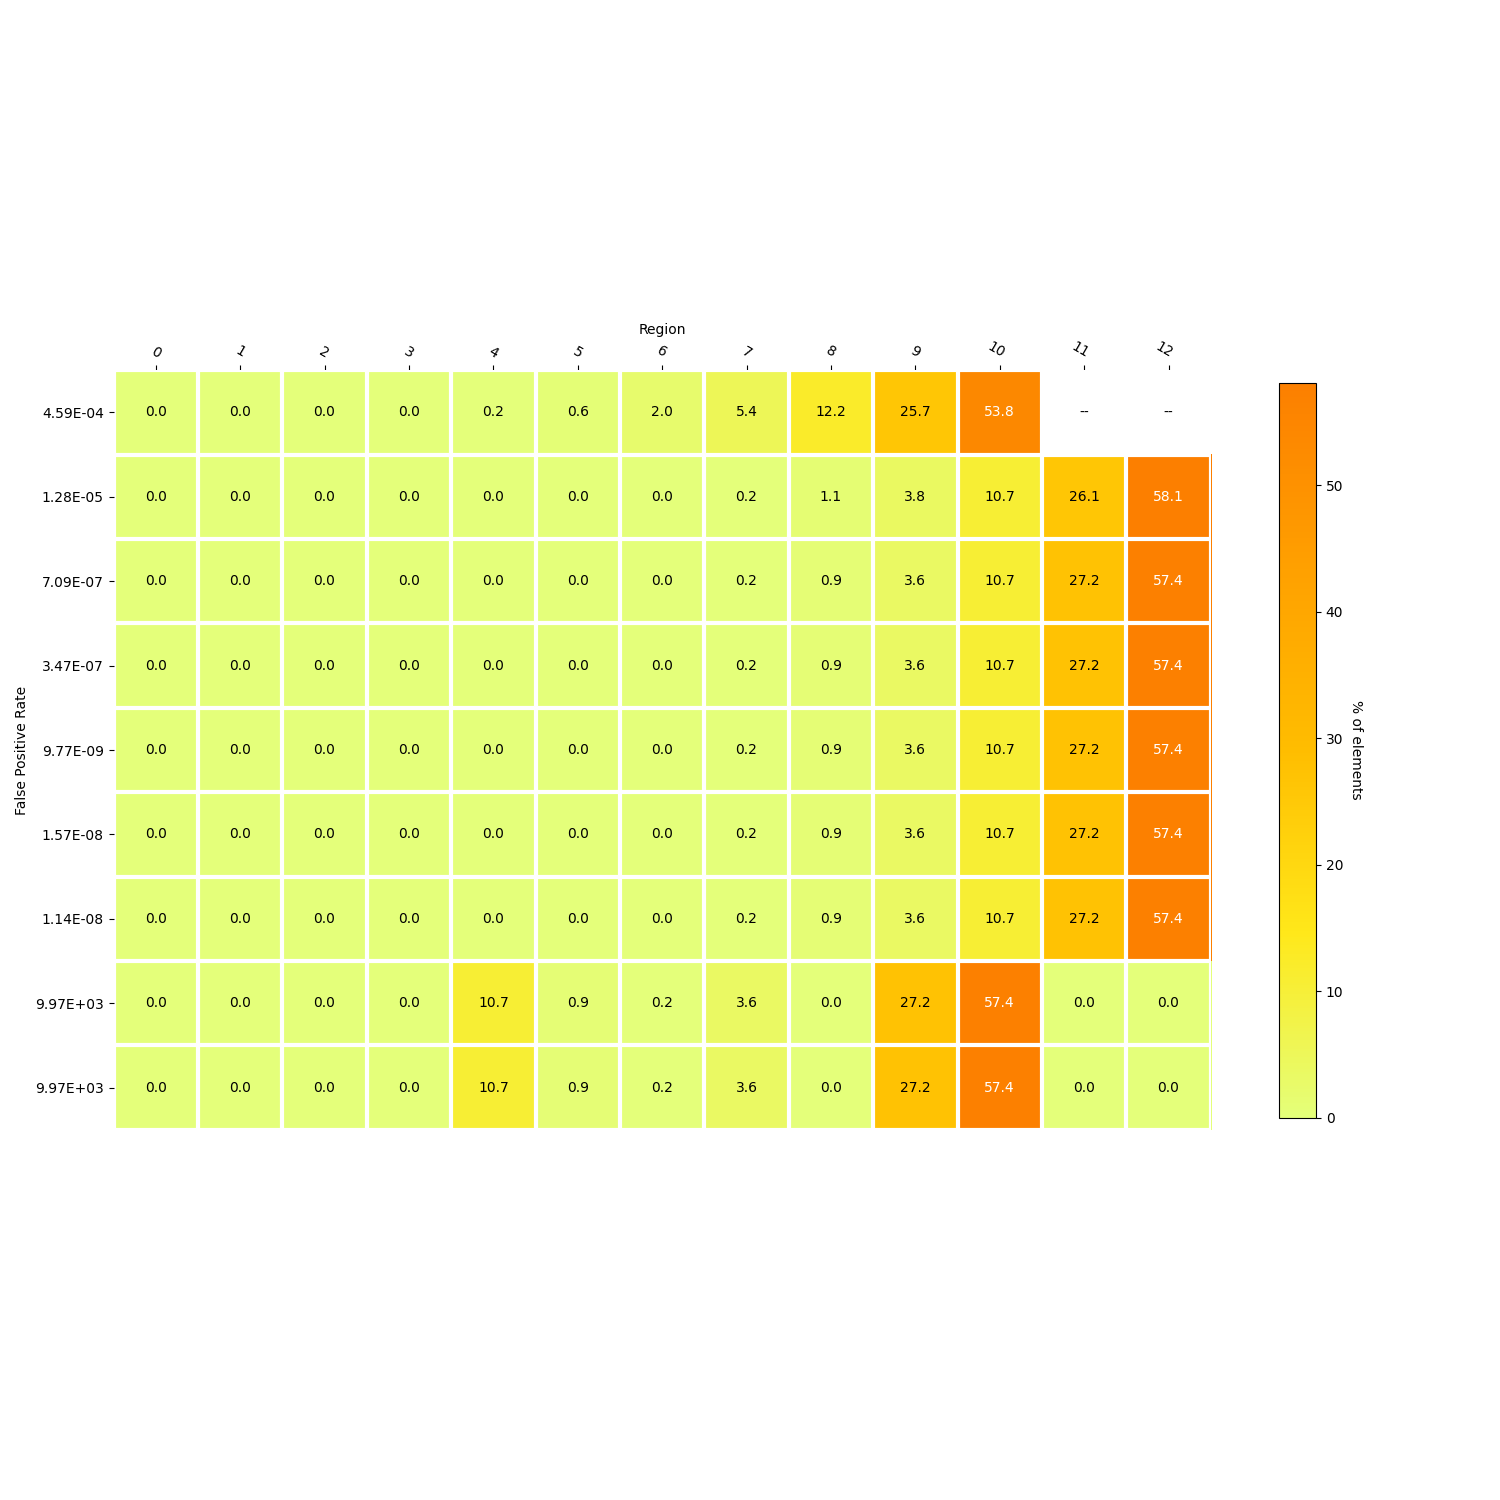 Region
0 1 2 3 4 5 6 7 8 9 10 11 12
4.59E-04 0.0 0.0 0.0 0.0 0.2 0.6 2.0 5.4 12.2 25.7 53.8 -- --
1.28E-05 0.0 0.0 0.0 0.0 0.0 0.0 0.0 0.2 1.1 3.8 10.7 26.1 58.1
7.09E-07 0.0 0.0 0.0 0.0 0.0 0.0 0.0 0.2 0.9 3.6 10.7 27.2 57.4
3.47E-07 0.0 0.0 0.0 0.0 0.0 0.0 0.0 0.2 0.9 3.6 10.7 27.2 57.4
9.77E-09 0.0 0.0 0.0 0.0 0.0 0.0 0.0 0.2 0.9 3.6 10.7 27.2 57.4
1.57E-08 0.0 0.0 0.0 0.0 0.0 0.0 0.0 0.2 0.9 3.6 10.7 27.2 57.4
1.14E-08 0.0 0.0 0.0 0.0 0.0 0.0 0.0 0.2 0.9 3.6 10.7 27.2 57.4
9.97E+03 0.0 0.0 0.0 0.0 10.7 0.9 0.2 3.6 0.0 27.2 57.4 0.0 0.0
9.97E+03 0.0 0.0 0.0 0.0 10.7 0.9 0.2 3.6 0.0 27.2 57.4 0.0 0.0
False Positive Rate
50
40
30
20
10
0
% of elements